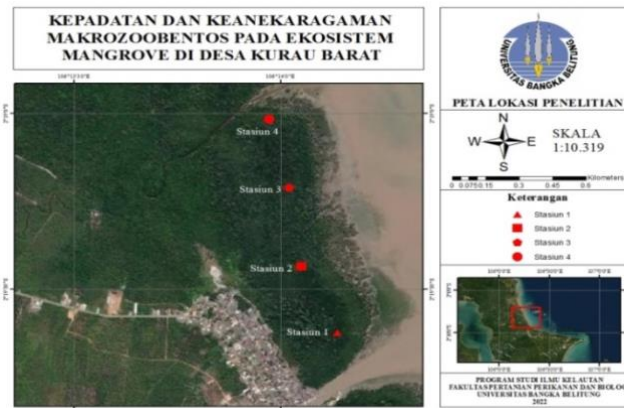 KEPADATAN DAN KEANEKARAGAMAN
MAKROZOOBENTOS PADA EKOSISTEM
MANGROVE DI DESA KURAU BARAT
Stasiun 4
Stasiun 3
Stasiun 2
Stasiun 1
UNIVERSITAS BANGKA BELITUNG
PETA LOKASI PENELITIAN
N
W E
S
SKALA
1:10.319
0 0.075 0.15 0.3 0.45 0.6
Kilometers
Keterangan
Stasiun 1
Stasiun 2
Stasiun 3
Stasiun 4
PROGRAM STUDI ILMU KELAUTAN
FAKULTAS PERTANIAN PERIKANAN DAN BIOLOGI
UNIVERSITAS BANGKA BELITUNG
2022